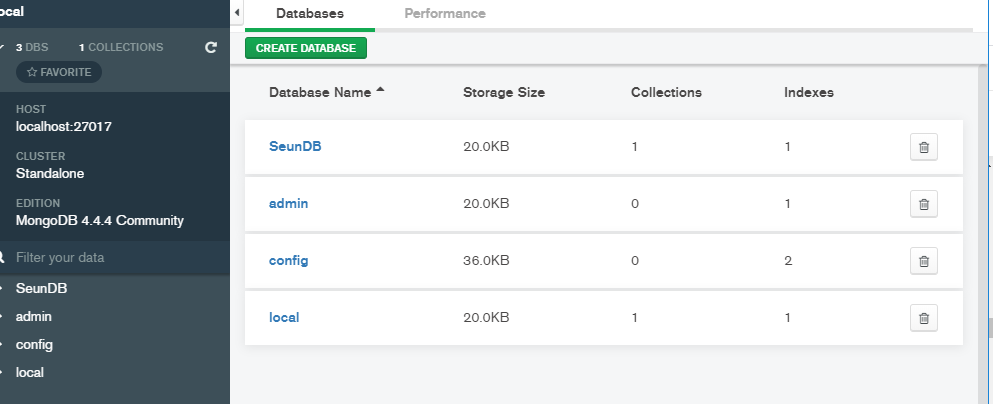 ocal
3 DBS 1 COLLECTIONS
FAVORITE
HOST
localhost:27017
CLUSTER
Standalone
EDITION
MongoDB 4.4.4 Community
Filter your data
SeunDB
admin
config
local
Databases Performance
CREATE DATABASE
Database Name Storage Size Collections Indexes
SeunDB 20.0KB 1 1
admin 20.0KB 0 1
config 36.0KB 0 2
local 20.0KB 1 1